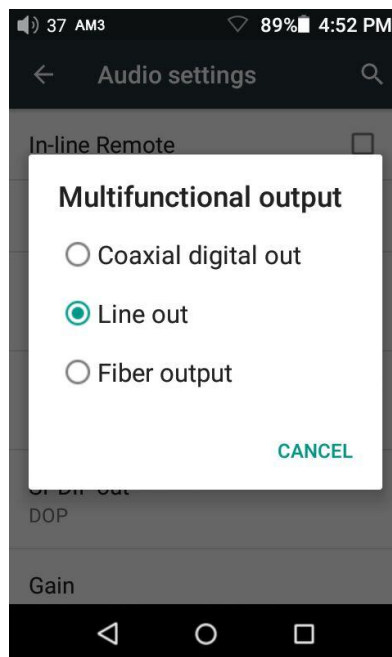 37 AM3 89% 4:52 PM
Audio settings
In-line Remote
Multifunctional output
Coaxial digital out
Line out
Fiber output
CANCEL
out
DOP
Gain